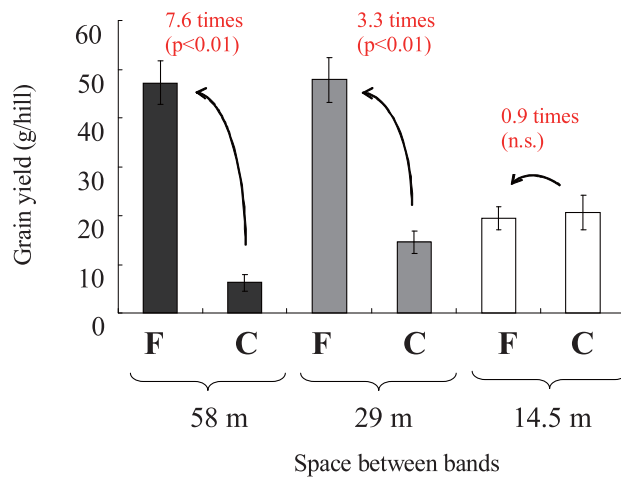 7.6 times
(p<0.01)
3.3 times
(p<0.01)
0.9 times
(n.s.)
Grain yield (g/hill)
60
50
40
30
20
10
0
F C F C F C
58 m 29 m 14.5 m
Space between bands